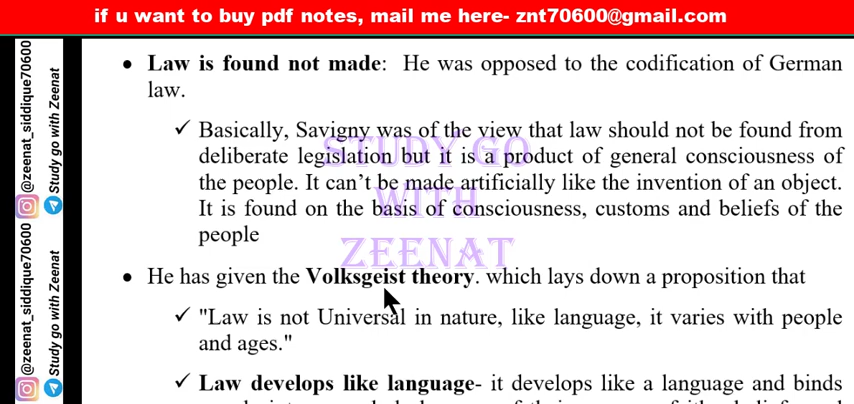 if u want to buy pdf notes, mail me here- znt70600@gmail.com
• Law is found not made: He was opposed to the codification of German
law.
✓ Basically, Savigny was of the view that law should not be found from
deliberate legislation but it is a product of general consciousness of
the people. It can't be made artificially like the invention of an object.
It is found on the basis of consciousness, customs and beliefs of the
people
• He has given the Volksgeist theory. which lays down a proposition that
✓ "Law is not Universal in nature, like language, it varies with people
and ages."
✓ Law develops like language- it develops like a language and binds
STUDY GO
WITH
ZEENAT
@zeenat_siddique70600
Study go with Zeenat
@zeenat_siddique70600
Study go with Zeenat